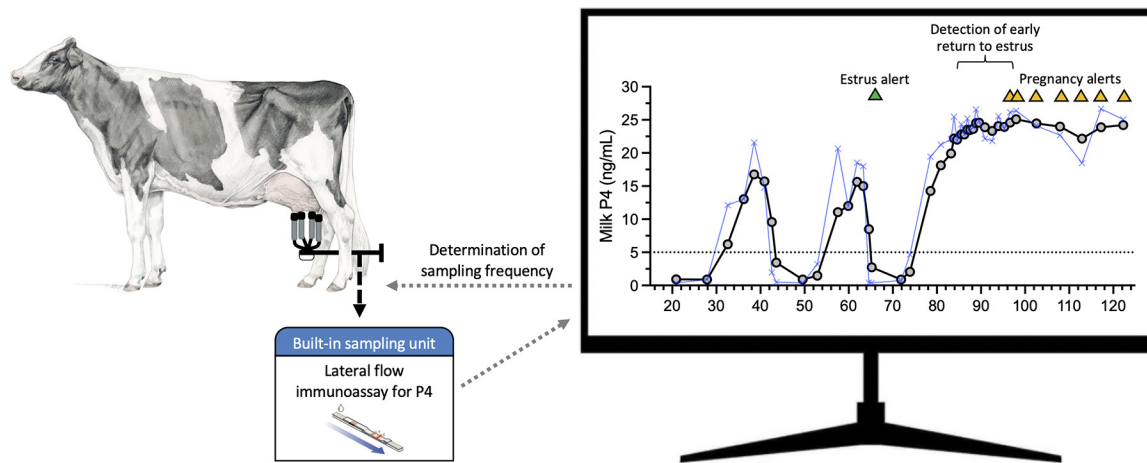 Detection of early
return to estrus
Estrus alert
Pregnancy alerts
Milk P4 (ng/mL)
30
25
20
15
10
5
0
20 30 40 50 60 70 80 90 100 110 120
Determination of
sampling frequency
Built-in sampling unit
Lateral flow
immunoassay for P4